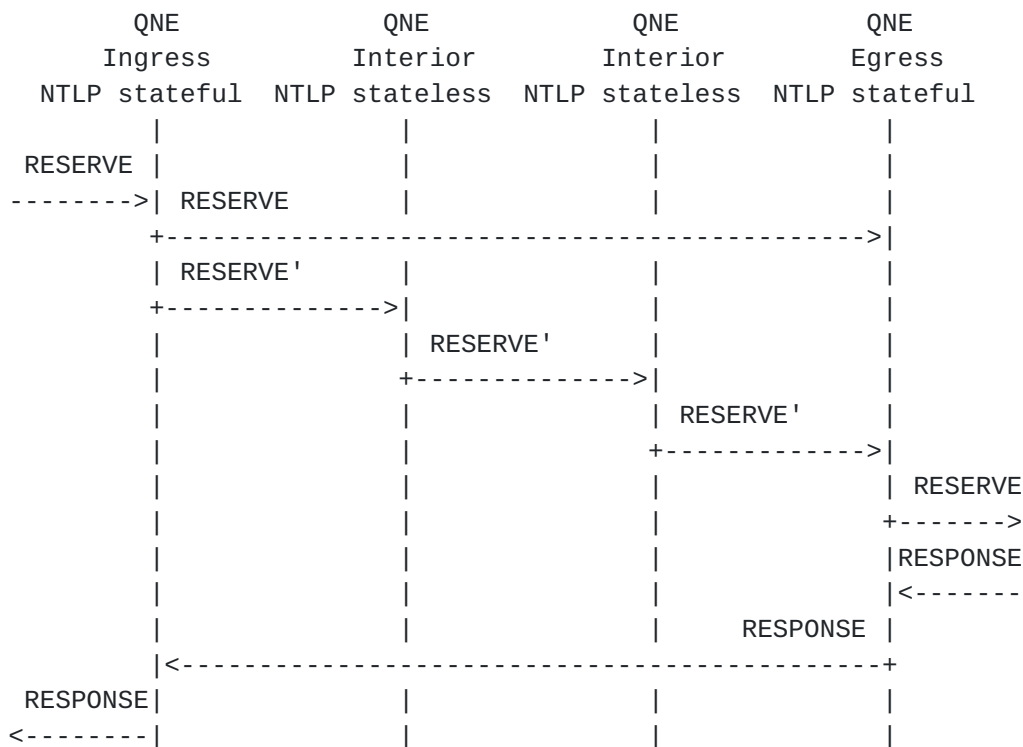 QNE QNE QNE QNE
Ingress Interior Interior Egress
NTLP stateful NTLP stateless NTLP stateless NTLP stateful
RESERVE
RESERVE
RESERVE'
RESERVE'
RESERVE'
RESERVE
RESPONSE
RESPONSE
RESPONSE